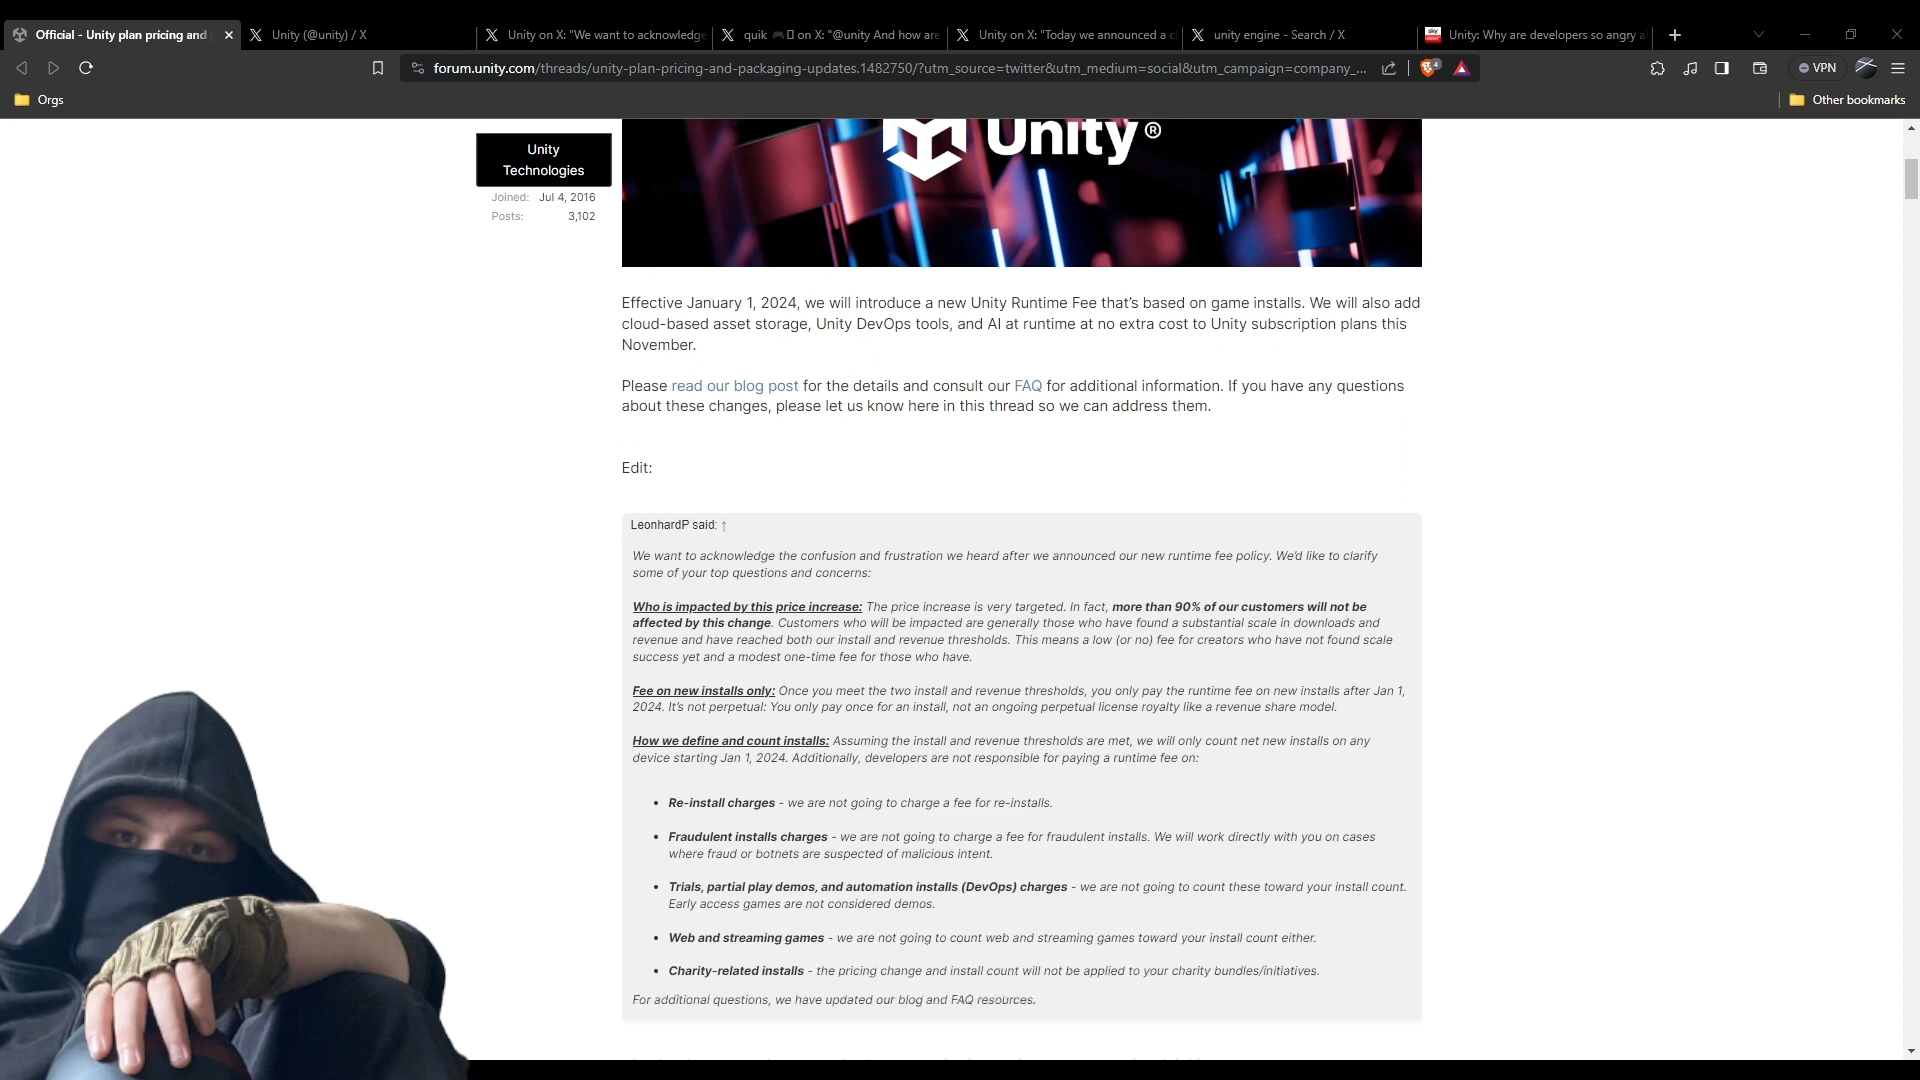 Official - Unity plan pricing and
Unity (@unity) / X
Unity on X: "We want to acknowledge
quik on X: "@unity And how are
Unity on X: "Today we announced a c
unity engine - Search / X
sky news
Unity: Why are developers so angry a
forum.unity.com/threads/unity-plan-pricing-and-packaging-updates.1482750/?utm_source=twitter&utm_medium=social&utm_campaign=company_...
4
VPN
Orgs
Other bookmarks
Unity
Technologies
Joined: Jul 4, 2016
Posts: 3,102
Unity®
Effective January 1, 2024, we will introduce a new Unity Runtime Fee that's based on game installs. We will also add
cloud-based asset storage, Unity DevOps tools, and AI at runtime at no extra cost to Unity subscription plans this
November.
Please read our blog post for the details and consult our FAQ for additional information. If you have any questions
about these changes, please let us know here in this thread so we can address them.
Edit:
LeonhardP said: ↑
We want to acknowledge the confusion and frustration we heard after we announced our new runtime fee policy. We'd like to clarify
some of your top questions and concerns:
Who is impacted by this price increase: The price increase is very targeted. In fact, more than 90% of our customers will not be
affected by this change. Customers who will be impacted are generally those who have found a substantial scale in downloads and
revenue and have reached both our install and revenue thresholds. This means a low (or no) fee for creators who have not found scale
success yet and a modest one-time fee for those who have.
Fee on new installs only: Once you meet the two install and revenue thresholds, you only pay the runtime fee on new installs after Jan 1,
2024. It's not perpetual: You only pay once for an install, not an ongoing perpetual license royalty like a revenue share model.
How we define and count installs: Assuming the install and revenue thresholds are met, we will only count net new installs on any
device starting Jan 1, 2024. Additionally, developers are not responsible for paying a runtime fee on:
• Re-install charges - we are not going to charge a fee for re-installs.
• Fraudulent installs charges - we are not going to charge a fee for fraudulent installs. We will work directly with you on cases
where fraud or botnets are suspected of malicious intent.
• Trials, partial play demos, and automation installs (DevOps) charges - we are not going to count these toward your install count.
Early access games are not considered demos.
• Web and streaming games - we are not going to count web and streaming games toward your install count either.
• Charity-related installs - the pricing change and install count will not be applied to your charity bundles/initiatives.
For additional questions, we have updated our blog and FAQ resources.